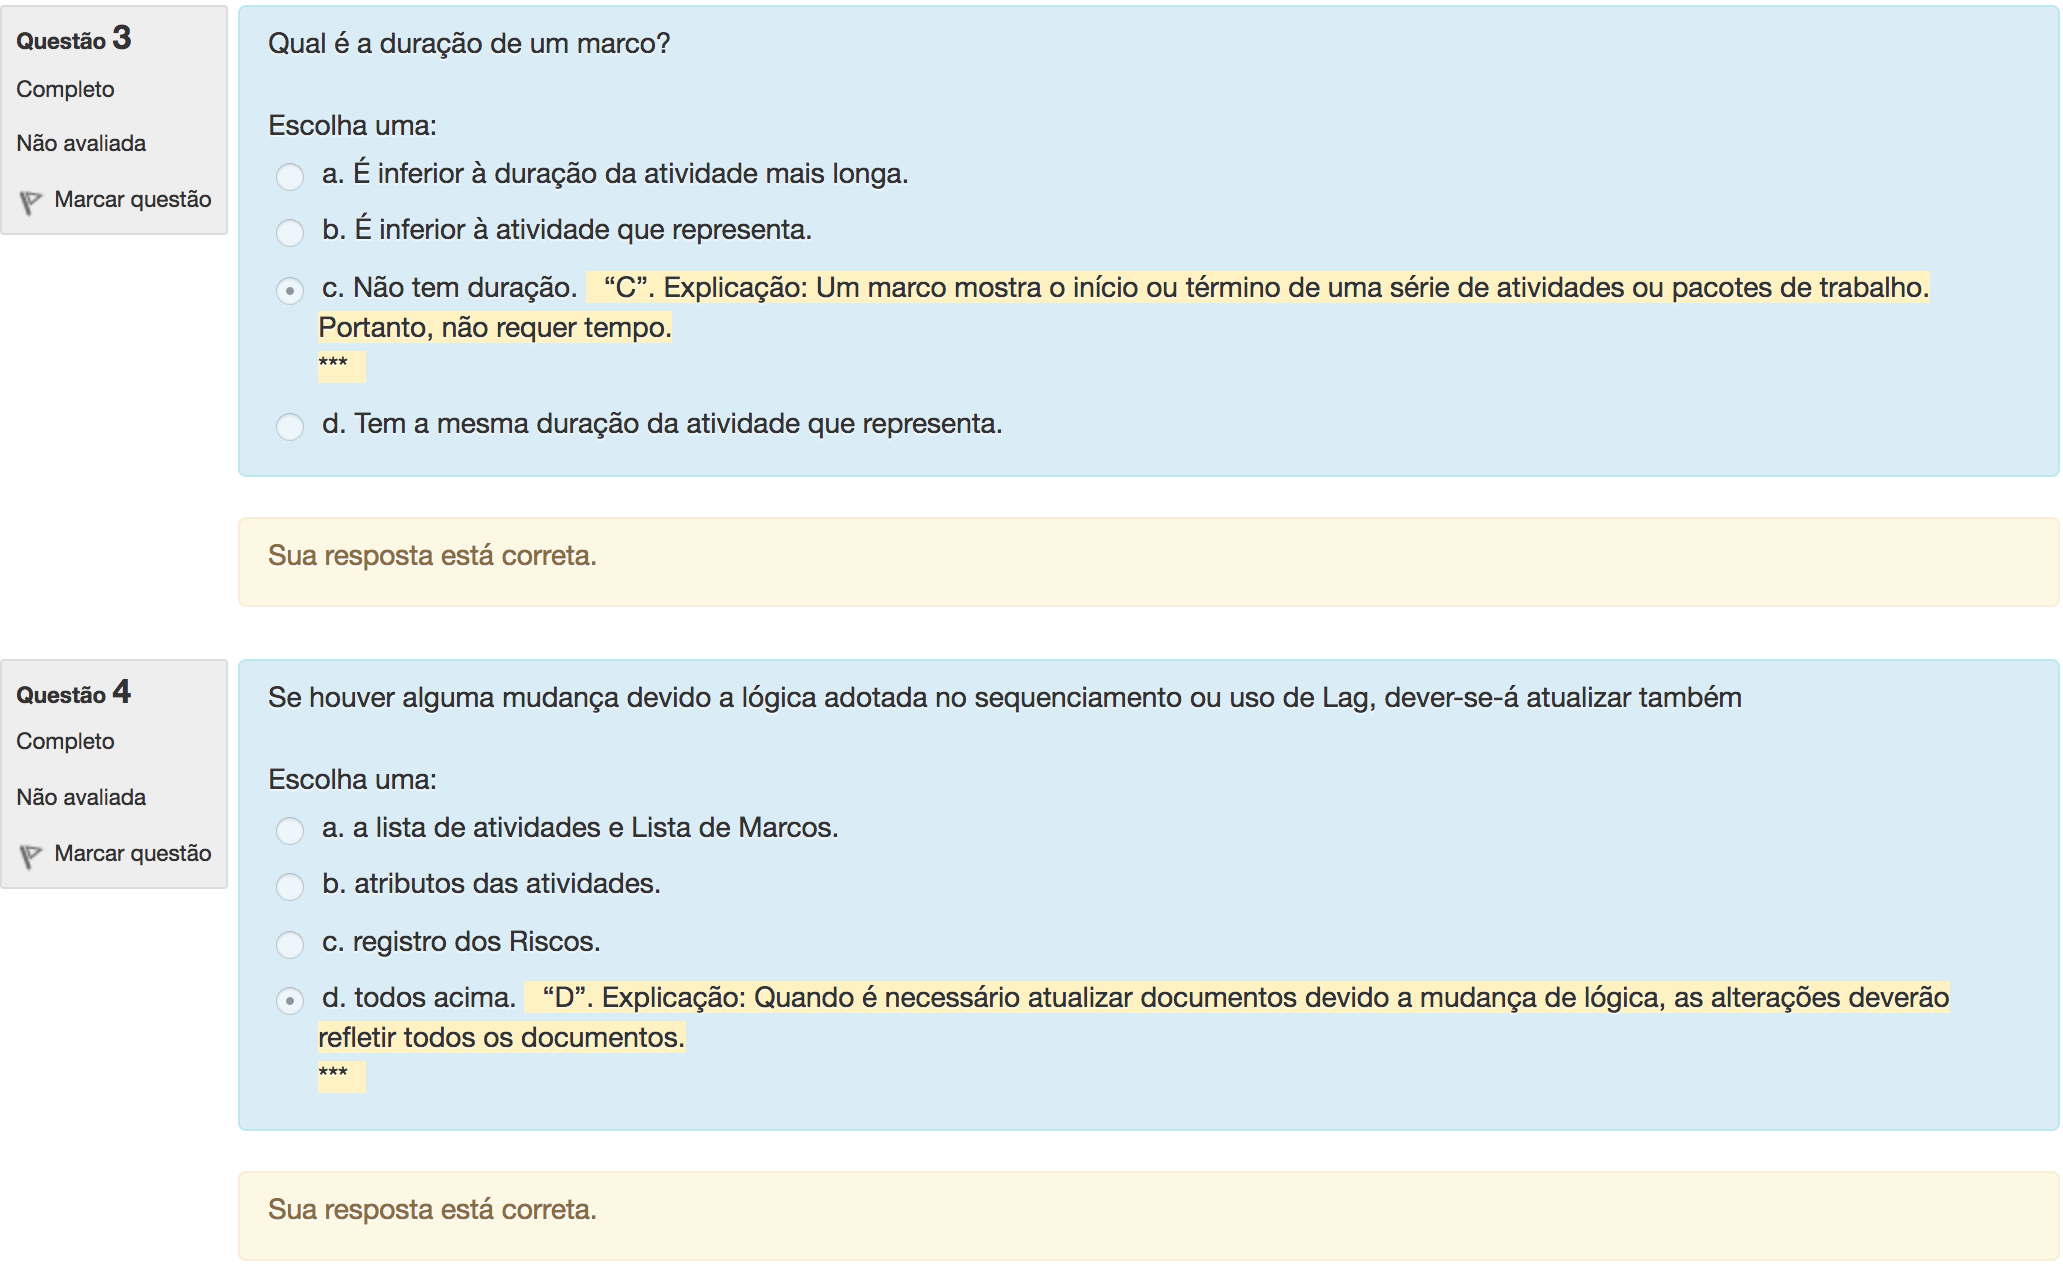 Questão 3
Completo
Não avaliada
Marcar questão
Qual é a duração de um marco?
Escolha uma:
a. É inferior à duração da atividade mais longa.
b. É inferior à atividade que representa.
c. Não tem duração. “C”. Explicação: Um marco mostra o início ou término de uma série de atividades ou pacotes de trabalho.
Portanto, não requer tempo.
***
d. Tem a mesma duração da atividade que representa.
Sua resposta está correta.
Questão 4
Completo
Não avaliada
Marcar questão
Se houver alguma mudança devido a lógica adotada no sequenciamento ou uso de Lag, dever-se-á atualizar também
Escolha uma:
a. a lista de atividades e Lista de Marcos.
b. atributos das atividades.
c. registro dos Riscos.
d. todos acima. “D”. Explicação: Quando é necessário atualizar documentos devido a mudança de lógica, as alterações deverão
refletir todos os documentos.
***
Sua resposta está correta.